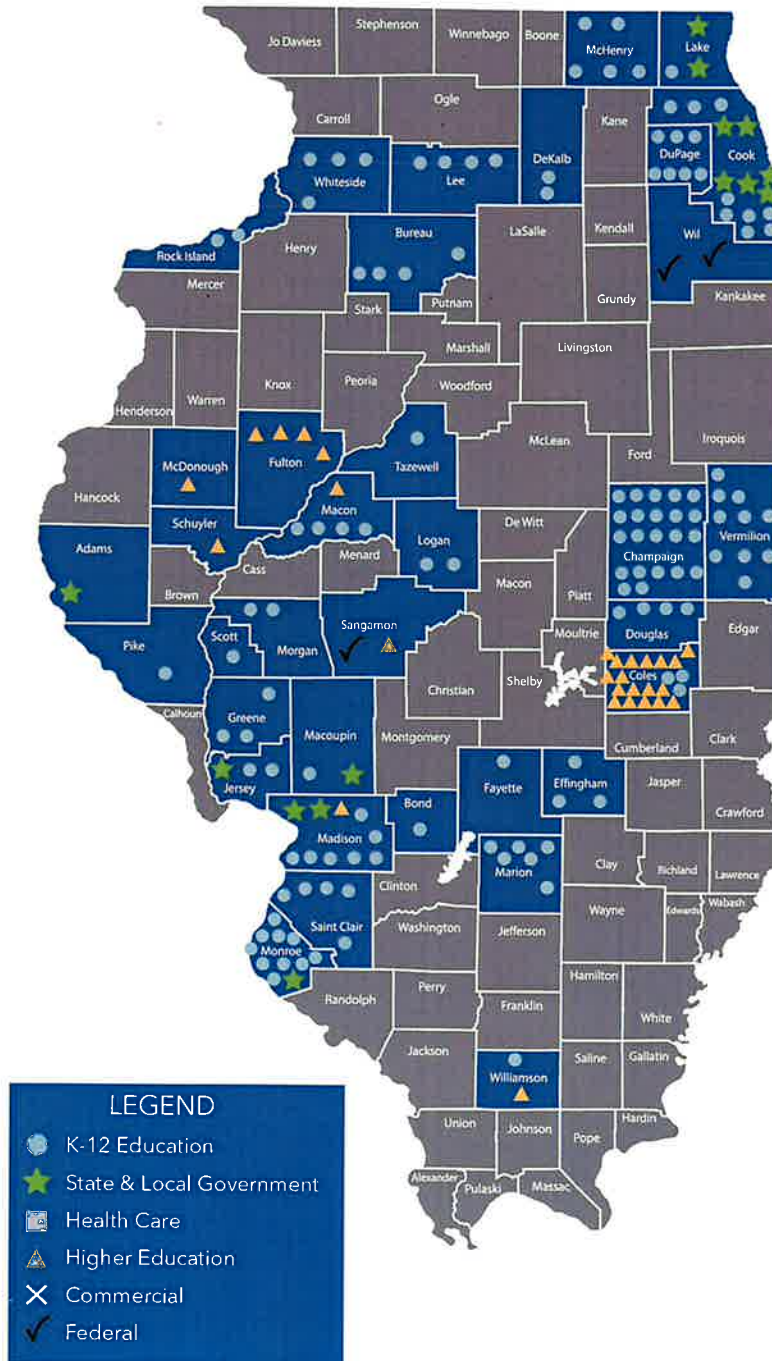 Stephenson
Jo Daviess
Winnebago
Boone
McHenry
Lake
Carroll
Ogle
Kane
DuPage
Cook
Whiteside
Lee
DeKalb
Rock Island
Bureau
Henry
LaSalle
Kendall
Wil
Mercer
Putnam
Stark
Grundy
Kankakee
Marshall
Livingston
Henderson
Warren
Knox
Peoria
Woodford
McDonough
Fulton
Tazewell
McLean
Ford
Iroquois
Hancock
Schuyler
Macon
Logan
De Witt
Champaign
Vermilion
Adams
Brown
Cass
Menard
Macon
Piatt
Pike
Scott
Morgan
Sangamon
Moultrie
Douglas
Edgar
Coles
Shelby
Christian
Calhoun
Greene
Macoupin
Montgomery
Cumberland
Clark
Jersey
Fayette
Effingham
Jasper
Crawford
Madison
Bond
Clinton
Marion
Clay
Richland
Lawrence
Saint Clair
Wayne
Edwards
Wabash
Monroe
Washington
Jefferson
Randolph
Perry
Hamilton
White
Franklin
Jackson
Williamson
Saline
Gallatin
Union
Johnson
Pope
Hardin
Alexander
Pulaski
Massac
LEGEND
K-12 Education
State & Local Government
Health Care
Higher Education
Commercial
Federal